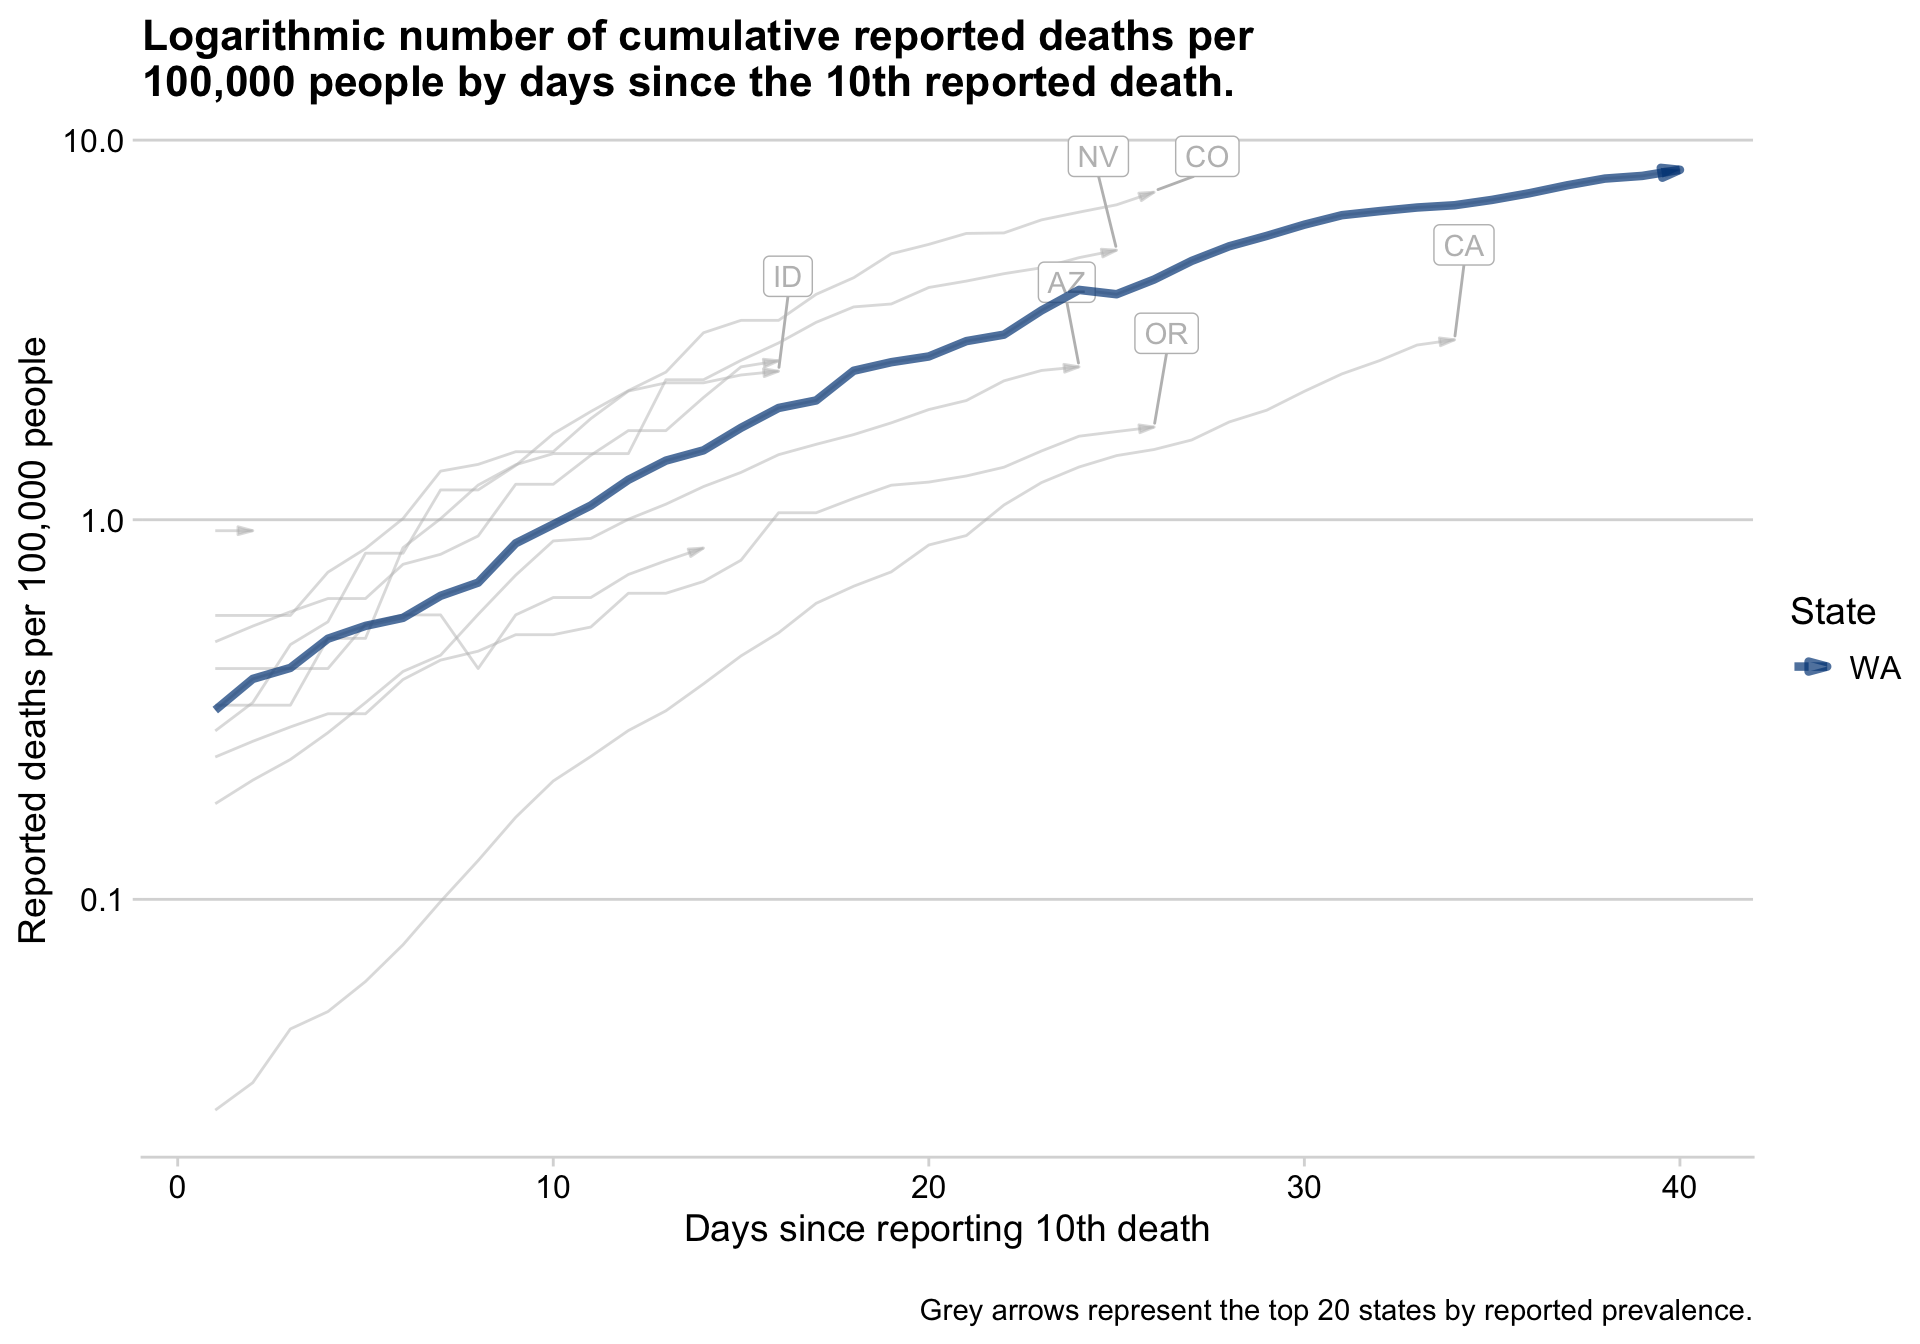 Logarithmic number of cumulative reported deaths per
100,000 people by days since the 10th reported death.
10.0
1.0
0.1
Reported deaths per 100,000 people
NV
CO
ID
AZ
CA
OR
State
WA
0
10
20
30
40
Days since reporting 10th death
Grey arrows represent the top 20 states by reported prevalence.